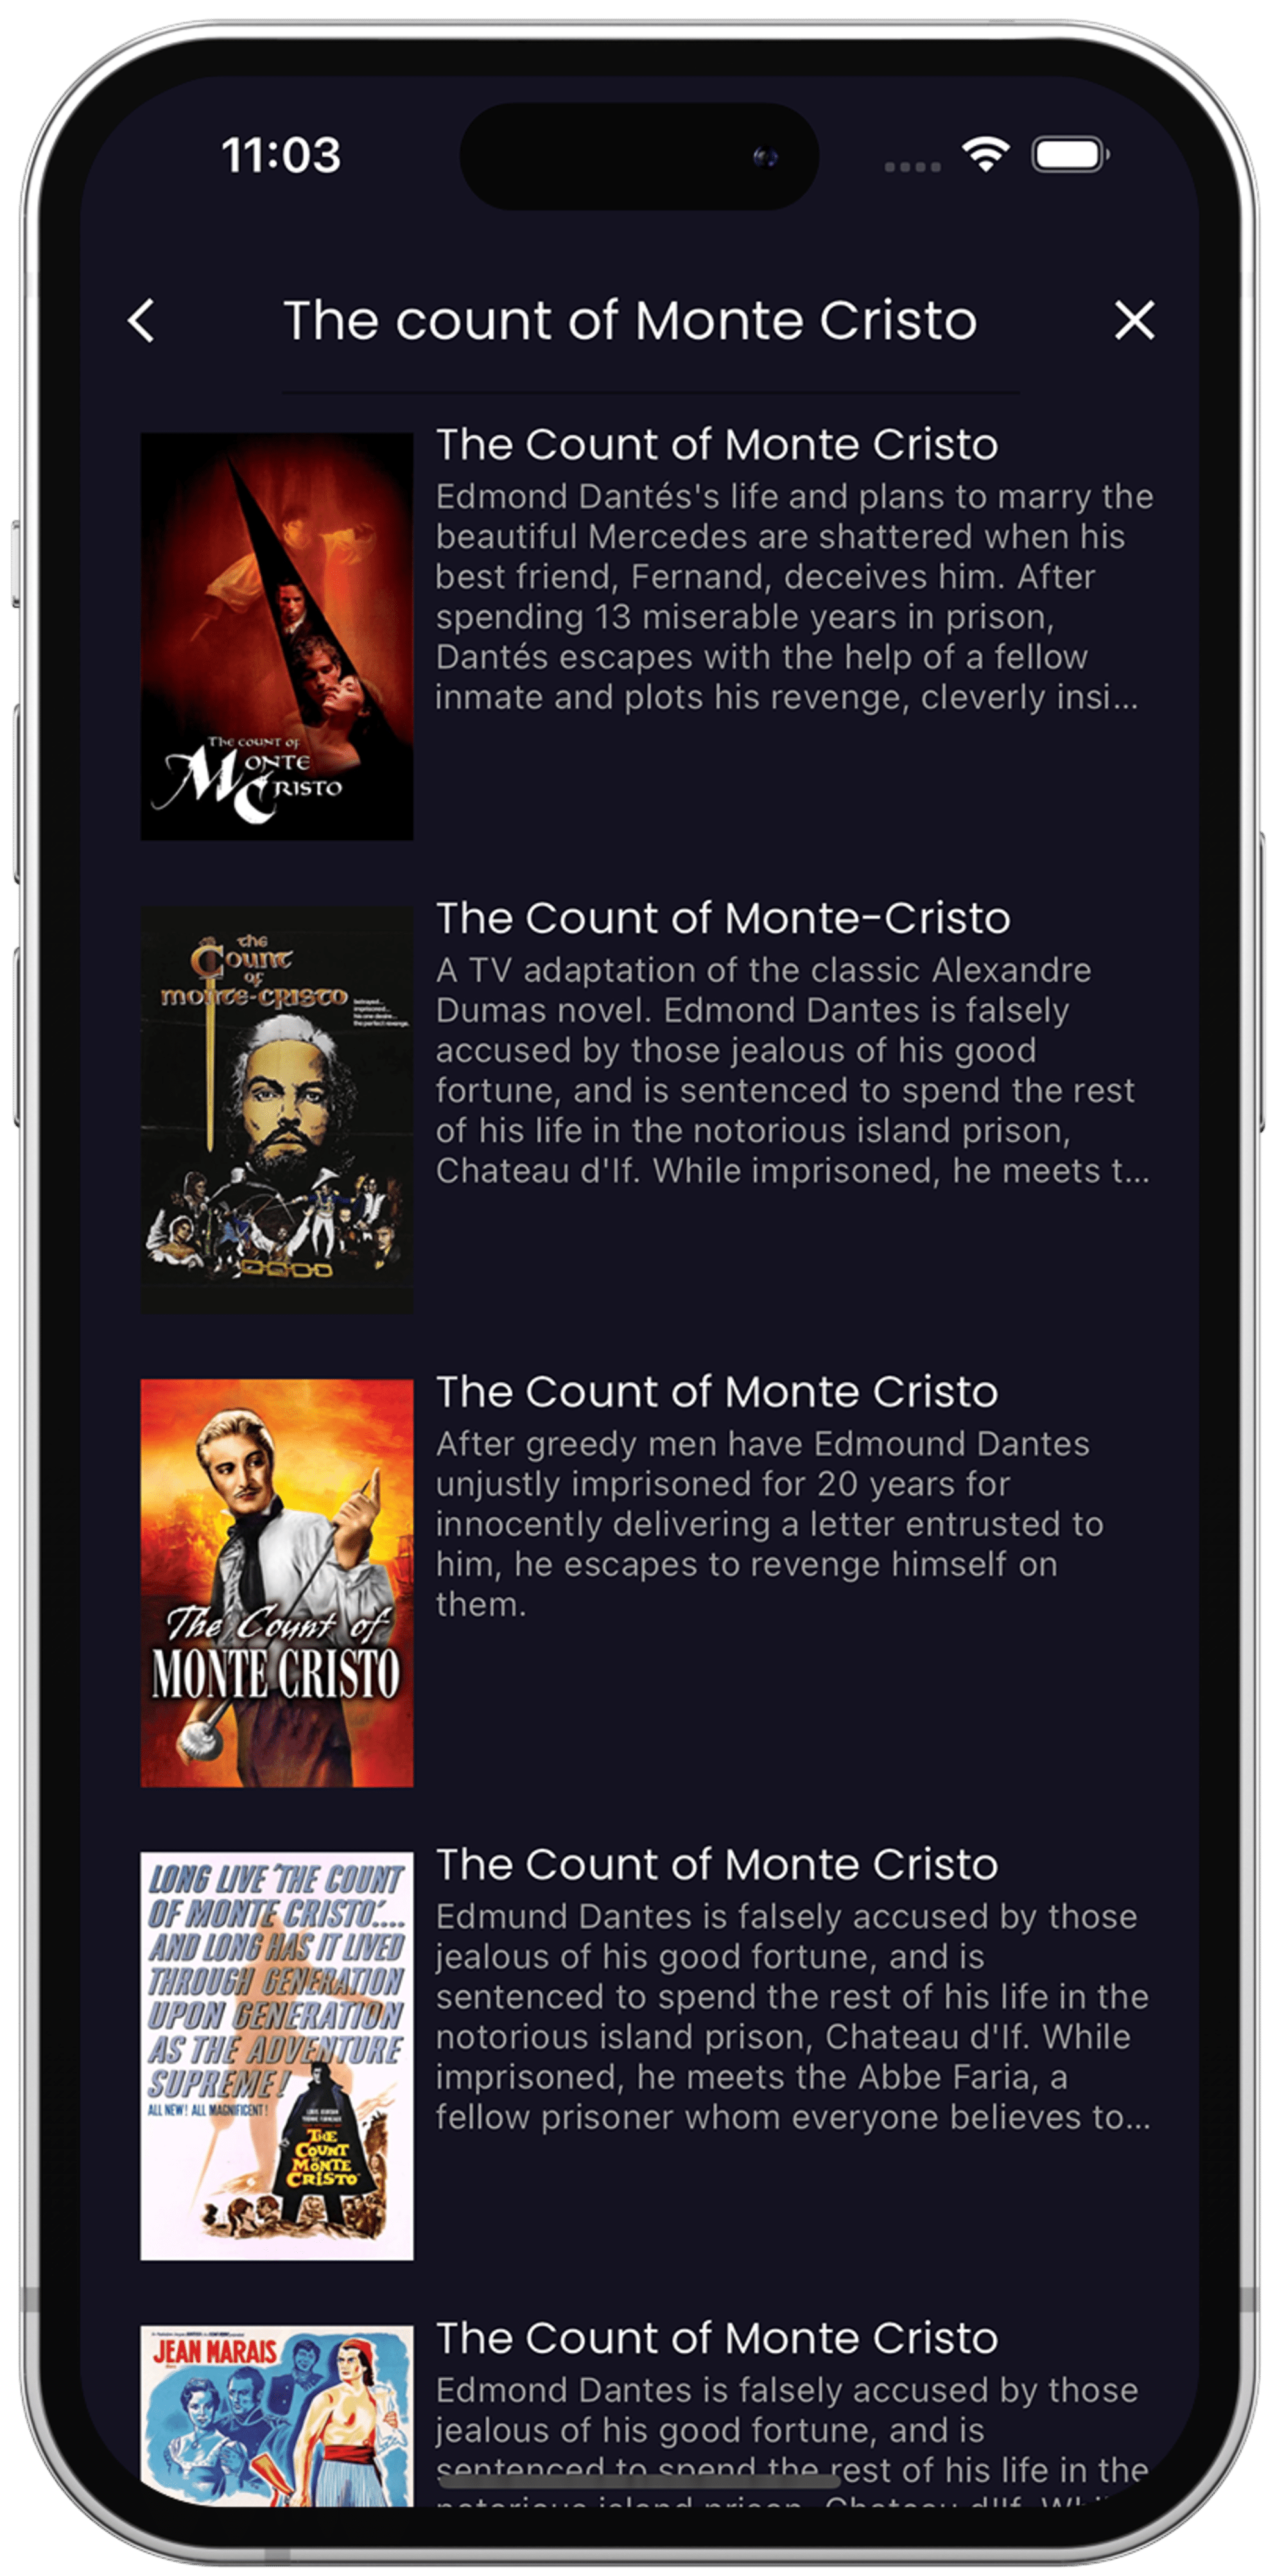 11:03
The count of Monte Cristo
The Count of Monte Cristo
Edmond Dantés's life and plans to marry the
beautiful Mercedes are shattered when his
best friend, Fernand, deceives him. After
spending 13 miserable years in prison,
Dantés escapes with the help of a fellow
inmate and plots his revenge, cleverly insi...
The count of
Monte
Cristo
The Count of Monte-Cristo
A TV adaptation of the classic Alexandre
Dumas novel. Edmond Dantes is falsely
accused by those jealous of his good
fortune, and is sentenced to spend the rest
of his life in the notorious island prison,
Chateau d'If. While imprisoned, he meets t...
the
Count
of
monte-cristo
betrayed...
imprisoned...
his one desire...
the perfect revenge.
The Count of Monte Cristo
After greedy men have Edmound Dantes
unjustly imprisoned for 20 years for
innocently delivering a letter entrusted to
him, he escapes to revenge himself on
them.
The Count of
MONTE CRISTO
The Count of Monte Cristo
Edmund Dantes is falsely accused by those
jealous of his good fortune, and is
sentenced to spend the rest of his life in the
notorious island prison, Chateau d'If. While
imprisoned, he meets the Abbe Faria, a
fellow prisoner whom everyone believes to...
LONG LIVE 'THE COUNT
OF MONTE CRISTO'....
AND LONG HAS IT LIVED
THROUGH GENERATION
UPON GENERATION
AS THE ADVENTURE
SUPREME!
ALL NEW! ALL MAGNIFICENT!
THE
COUNT
OF MONTE
CRISTO
The Count of Monte Cristo
Edmond Dantes is falsely accused by those
jealous of his good fortune, and is
sentenced to spend the rest of his life in the
notorious island prison, Chateau d'If.
JEAN MARAIS